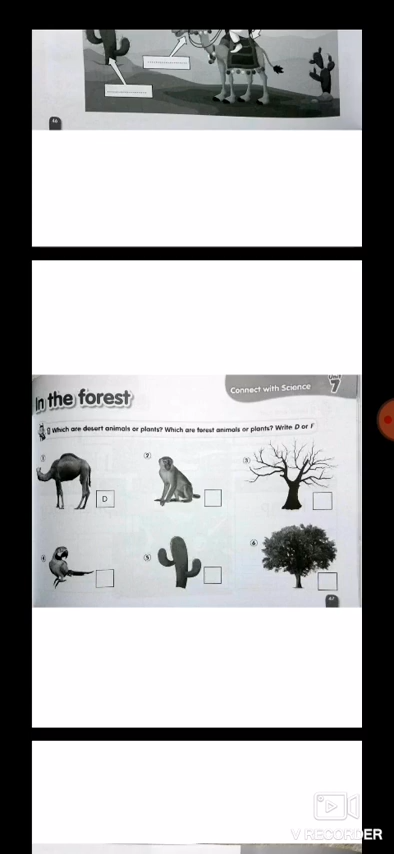 46
In the forest
Connect with Science
Unit
7
Which are desert animals or plants? Which are forest animals or plants? Write D or F
1
2
3
D
4
5
6
47
V RECORDER